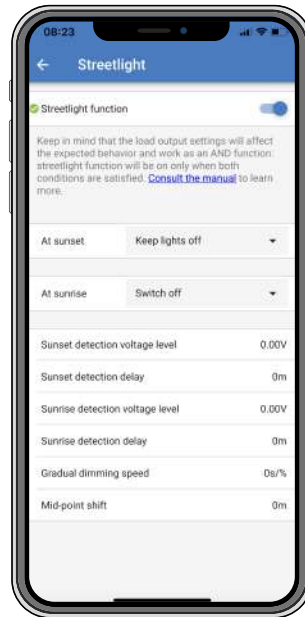 08:23
Streetlight
Streetlight function
Keep in mind that the load output settings will affect
the expected behavior and work as an AND function:
streetlight function will be on only when both
conditions are satisfied. Consult the manual to learn
more.
At sunset Keep lights off
At sunrise Switch off
Sunset detection voltage level 0.00V
Sunset detection delay 0m
Sunrise detection voltage level 0.00V
Sunrise detection delay 0m
Gradual dimming speed 0s/%
Mid-point shift 0m